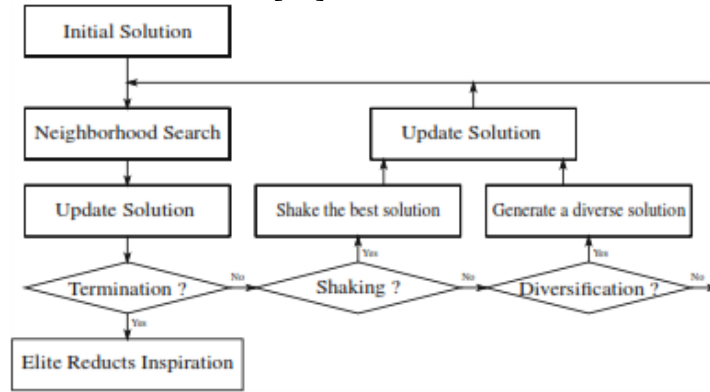 Initial Solution
Neighborhood Search
Update Solution
Update Solution
Shake the best solution
Generate a diverse solution
Yes
Yes
Termination ?
No
Shaking ?
No
Diversification ?
No
Yes
Elite Reducts Inspiration